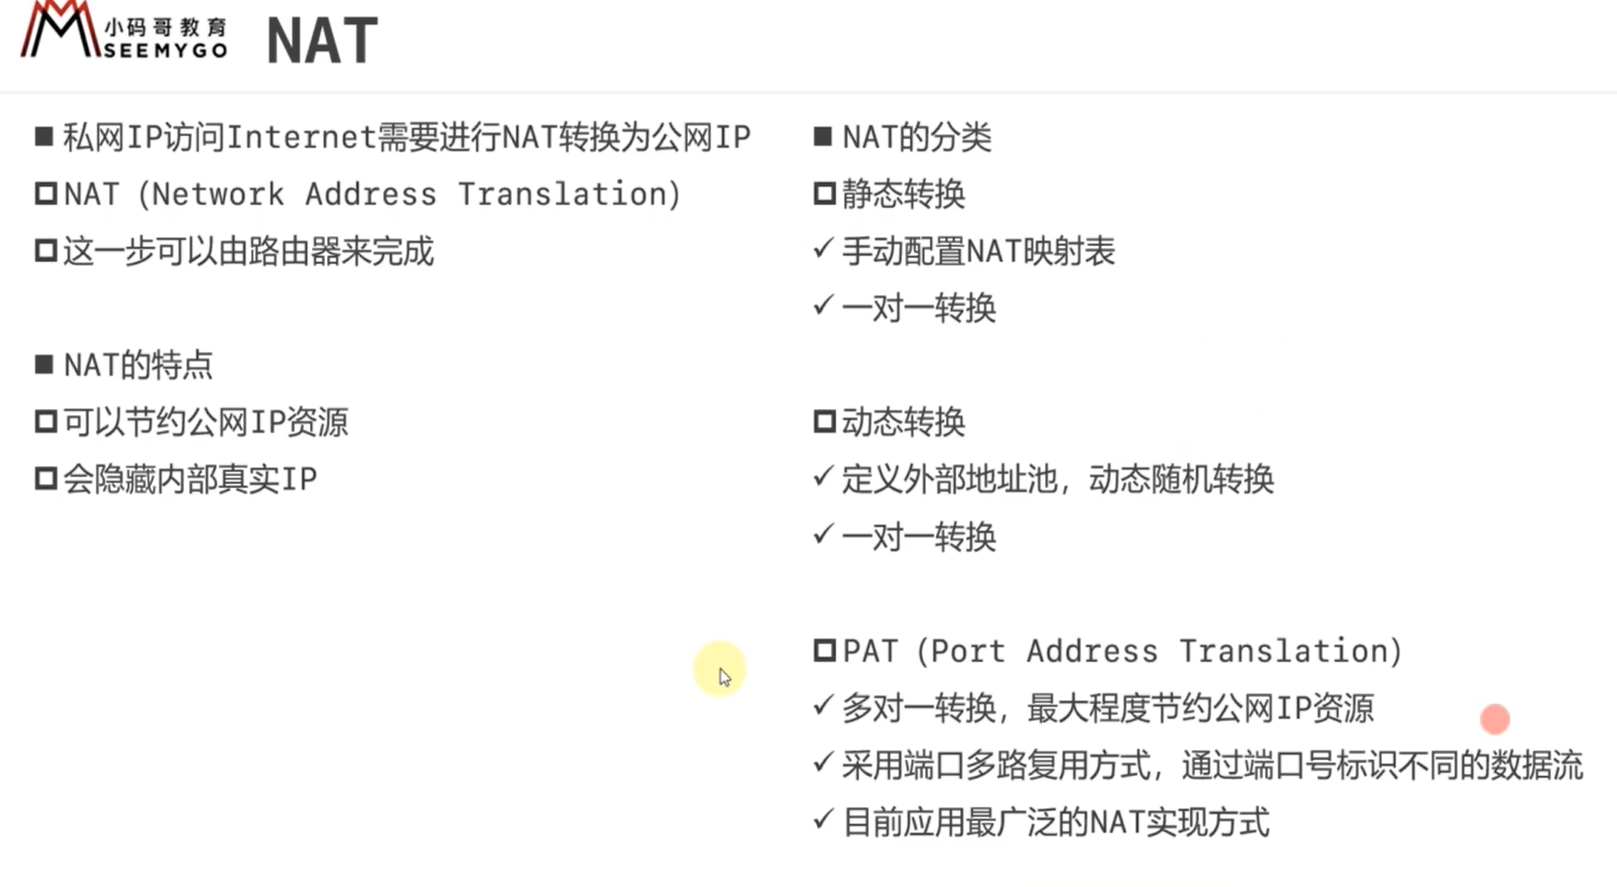 小码哥教育
SEEMYGO
NAT
私网IP访问Internet需要进行NAT转换为公网IP
NAT（Network Address Translation）
这一步可以由路由器来完成
NAT的特点
可以节约公网IP资源
会隐藏内部真实IP
NAT的分类
静态转换
手动配置NAT映射表
一对一转换
动态转换
定义外部地址池，动态随机转换
一对一转换
PAT（Port Address Translation）
多对一转换，最大程度节约公网IP资源
采用端口多路复用方式，通过端口号标识不同的数据流
目前应用最广泛的NAT实现方式